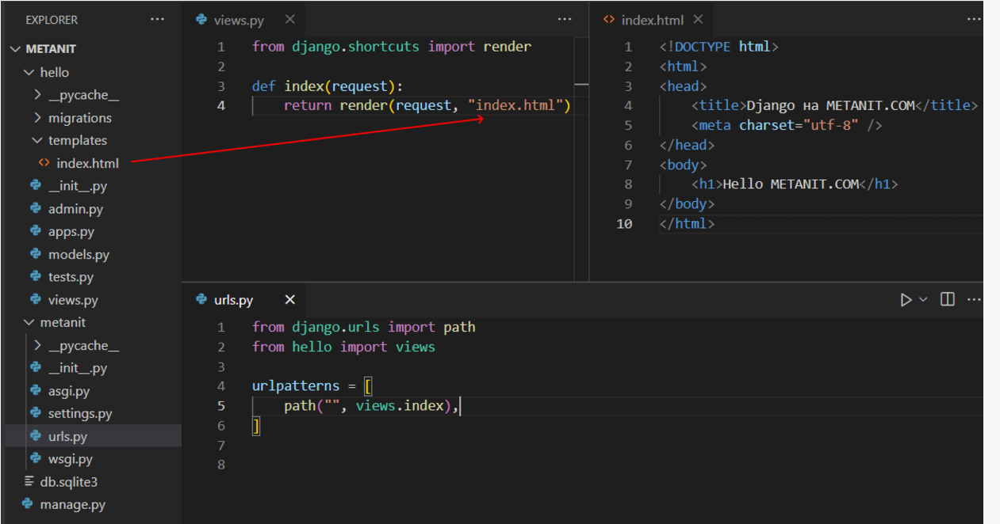 EXPLORER ...
METANIT
hello
__pycache__
migrations
templates
<> index.html
__init__.py
admin.py
apps.py
models.py
tests.py
views.py
metanit
__pycache__
__init__.py
asgi.py
settings.py
urls.py
wsgi.py
db.sqlite3
manage.py
views.py ...
1 from django.shortcuts import render
2
3 def index(request):
4     return render(request, "index.html")
<> index.html ...
1 <!DOCTYPE html>
2 <html>
3 <head>
4     <title>Django на METANIT.COM</title>
5     <meta charset="utf-8" />
6 </head>
7 <body>
8     <h1>Hello METANIT.COM</h1>
9 </body>
10 </html>
urls.py ...
1 from django.urls import path
2 from hello import views
3
4 urlpatterns = [
5     path("", views.index),
6 ]
7
8